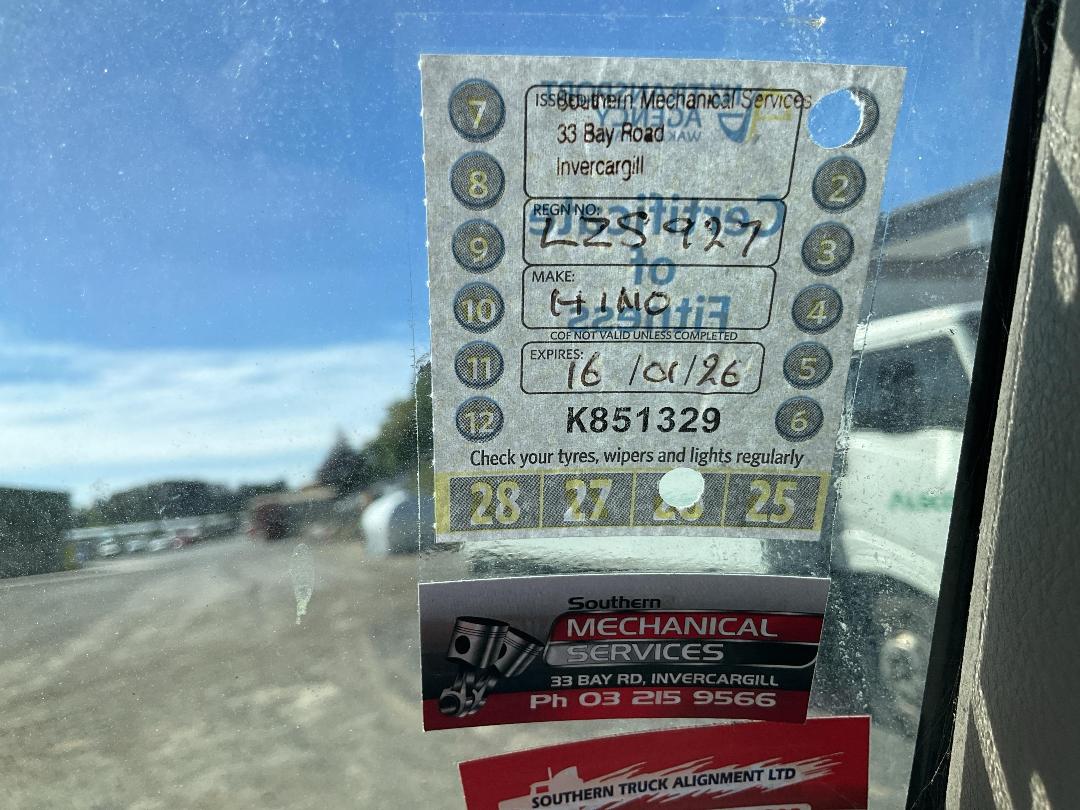 7
8
9
10
11
12
Southern Mechanical Services
33 Bay Road
Invercargill
REGN NO:
LZS927
MAKE:
HINO
COF NOT VALID UNLESS COMPLETED
EXPIRES:
16 /01/26
K851329
2
3
4
5
6
Check your tyres, wipers and lights regularly
28 27 25
Certificate
of
Fitness
Southern
MECHANICAL
SERVICES
33 BAY RD, INVERCARGILL
Ph 03 215 9566
SOUTHERN TRUCK ALIGNMENT LTD